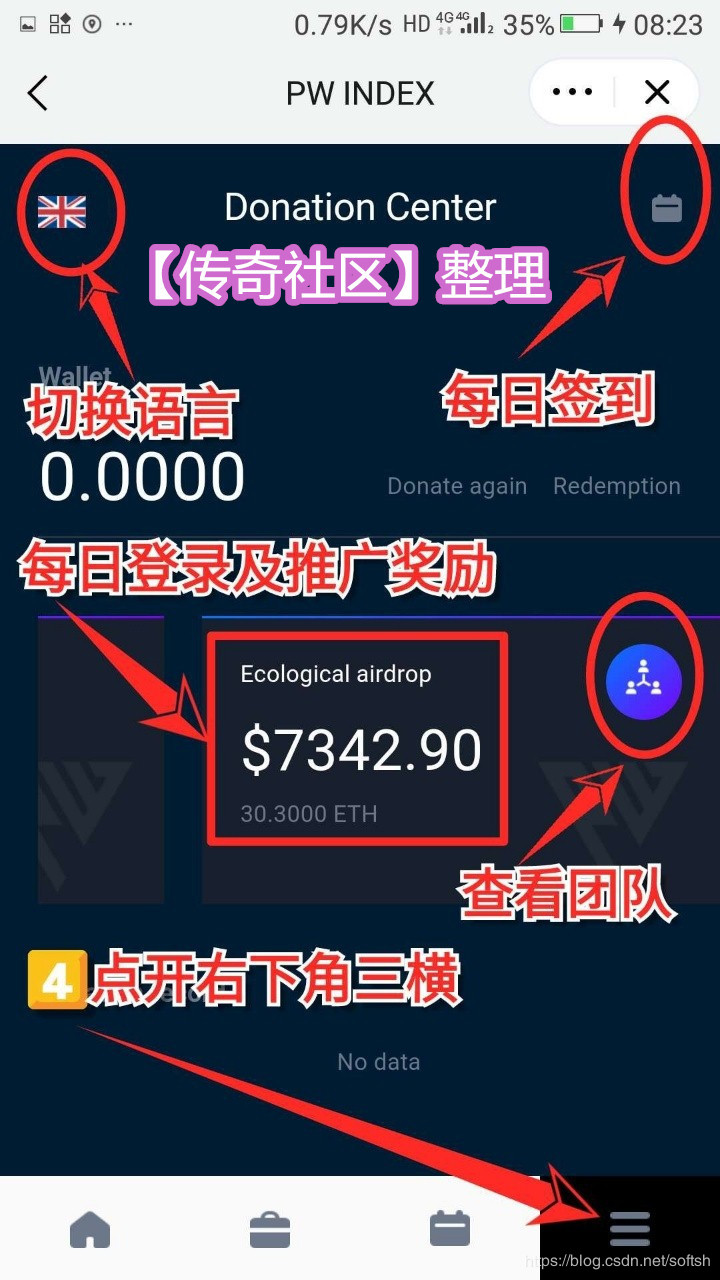 0.79K/s HD 4G 4G 2 35% 08:23
PW INDEX
Donation Center
【传奇社区】整理
Wallet
切换语言
每日签到
0.0000
Donate again Redemption
每日登录及推广奖励
Ecological airdrop
$7342.90
30.3000 ETH
查看团队
4 点开右下角三横
No data
https://blog.csdn.net/softsh